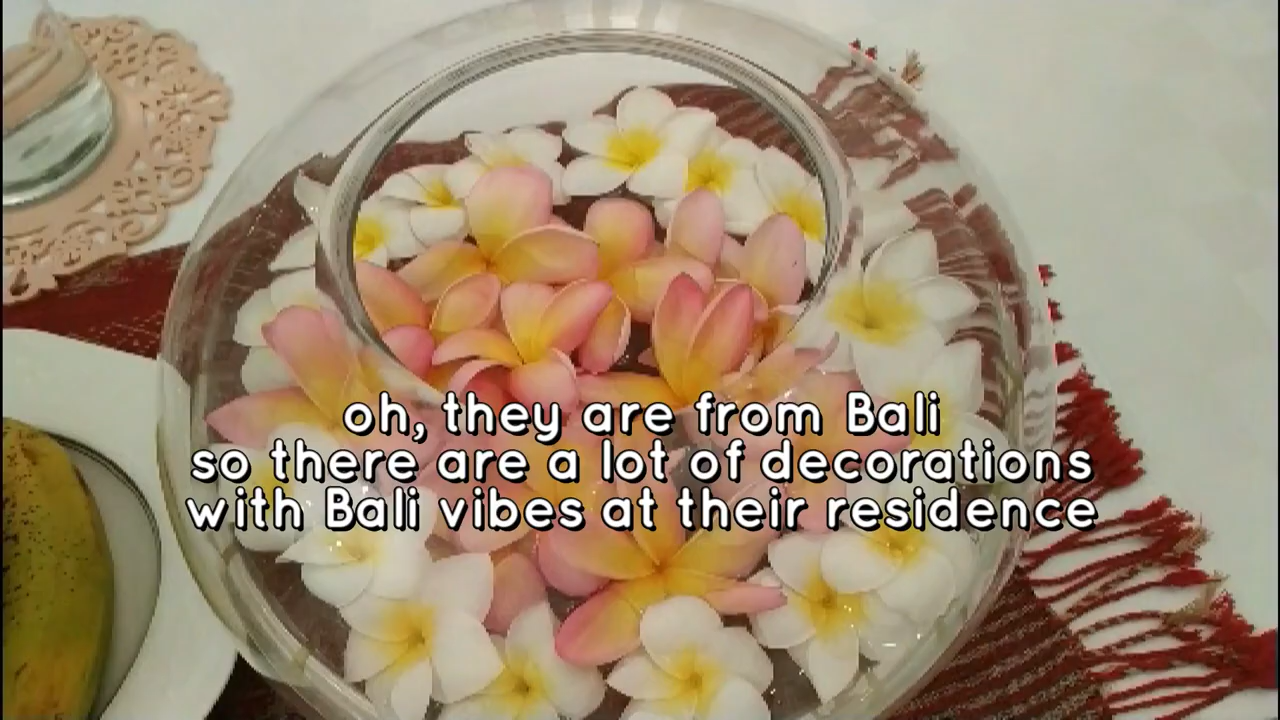 oh, they are from Bali
so there are a lot of decorations
with Bali vibes at their residence